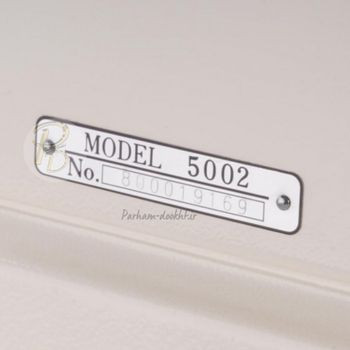 MODEL 5002
No. 800019169
Parham-dookht.ir